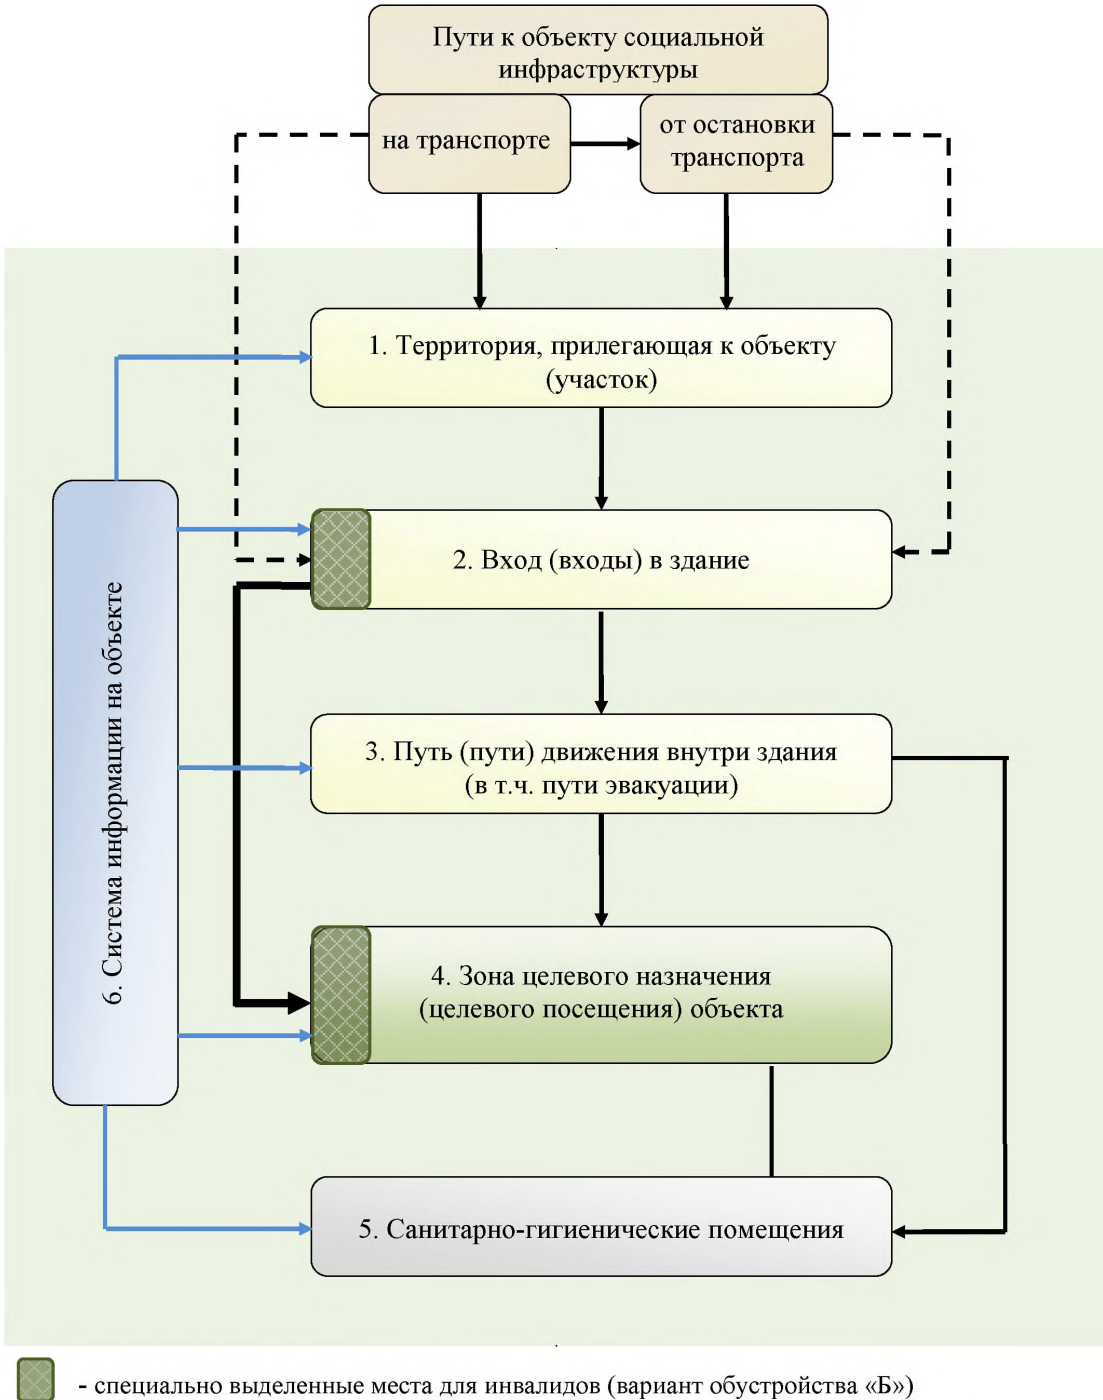 Пути к объекту социальной
инфраструктуры
на транспорте
от остановки
транспорта
1. Территория, прилегающая к объекту
(участок)
2. Вход (входы) в здание
3. Путь (пути) движения внутри здания
(в т.ч. пути эвакуации)
4. Зона целевого назначения
(целевого посещения) объекта
5. Санитарно-гигиенические помещения
6. Система информации на объекте
- специально выделенные места для инвалидов (вариант обустройства «Б»)